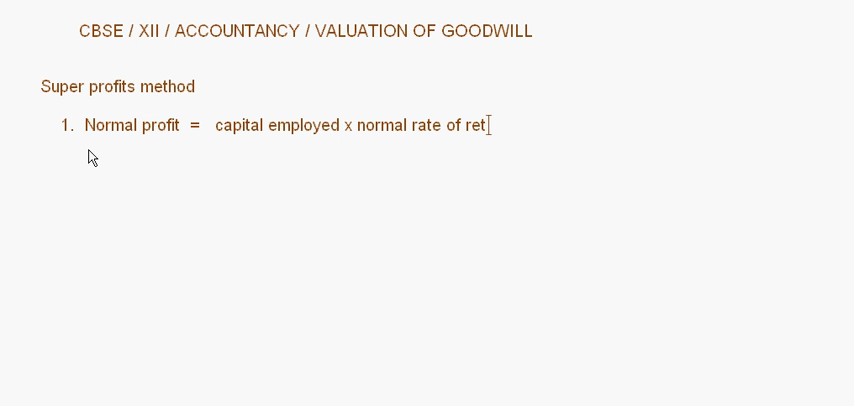 CBSE / XII / ACCOUNTANCY / VALUATION OF GOODWILL
Super profits method
1. Normal profit = capital employed x normal rate of ret